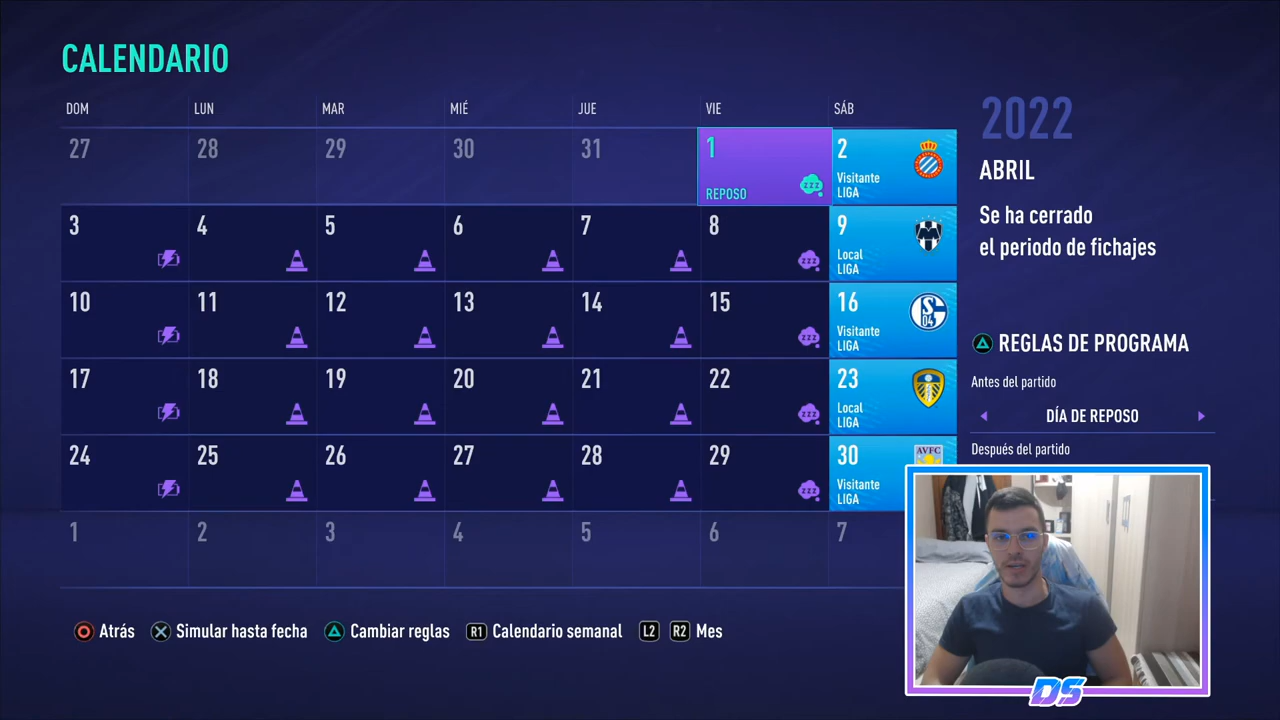 CALENDARIO
DOM LUN MAR MIÉ JUE VIE SÁB
27 28 29 30 31 1 2
REPOSO
Visitante
LIGA
3 4 5 6 7 8 9
Local
LIGA
10 11 12 13 14 15 16
Visitante
LIGA
S04
17 18 19 20 21 22 23
Local
LIGA
24 25 26 27 28 29 30
Visitante
LIGA
AVFC
1 2 3 4 5 6 7
2022
ABRIL
Se ha cerrado
el periodo de fichajes
REGLAS DE PROGRAMA
Antes del partido
DÍA DE REPOSO
Después del partido
Atrás Simular hasta fecha Cambiar reglas R1 Calendario semanal L2 R2 Mes
DS